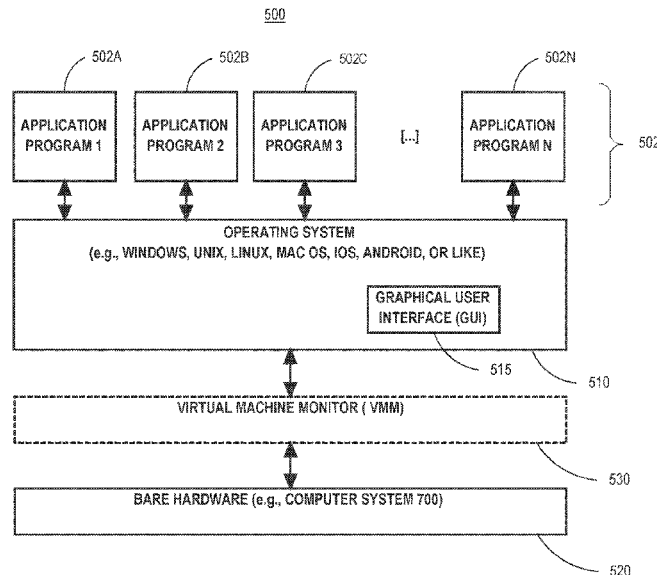 500
502A
502B
502C
502N
APPLICATION
PROGRAM 1
APPLICATION
PROGRAM 2
APPLICATION
PROGRAM 3
[...]
APPLICATION
PROGRAM N
502
OPERATING SYSTEM
(e.g., WINDOWS, UNIX, LINUX, MAC OS, IOS, ANDROID, OR LIKE)
GRAPHICAL USER
INTERFACE (GUI)
515
510
VIRTUAL MACHINE MONITOR ( VMM)
530
BARE HARDWARE (e.g., COMPUTER SYSTEM 700)
520